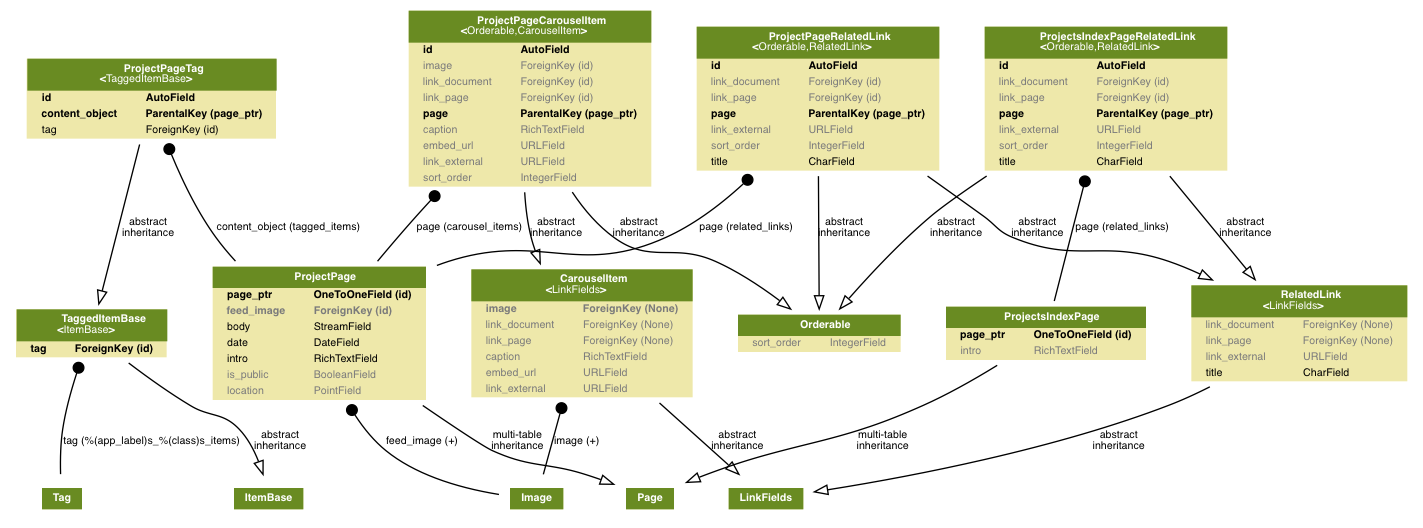 ProjectPageTag
<TaggedItemBase>
id AutoField
content_object ParentalKey (page_ptr)
tag ForeignKey (id)
ProjectPageCarouselItem
<Orderable,CarouselItem>
id AutoField
image ForeignKey (id)
link_document ForeignKey (id)
link_page ForeignKey (id)
page ParentalKey (page_ptr)
caption RichTextField
embed_url URLField
link_external URLField
sort_order IntegerField
ProjectPageRelatedLink
<Orderable,RelatedLink>
id AutoField
link_document ForeignKey (id)
link_page ForeignKey (id)
page ParentalKey (page_ptr)
link_external URLField
sort_order IntegerField
title CharField
ProjectsIndexPageRelatedLink
<Orderable,RelatedLink>
id AutoField
link_document ForeignKey (id)
link_page ForeignKey (id)
page ParentalKey (page_ptr)
link_external URLField
sort_order IntegerField
title CharField
abstract
inheritance
content_object (tagged_items)
page (carousel_items)
abstract
inheritance
abstract
inheritance
page (related_links)
abstract
inheritance
abstract
inheritance
abstract
inheritance
page (related_links)
abstract
inheritance
TaggedItemBase
<ItemBase>
tag ForeignKey (id)
ProjectPage
page_ptr OneToOneField (id)
feed_image ForeignKey (id)
body StreamField
date DateField
intro RichTextField
is_public BooleanField
location PointField
CarouselItem
<LinkFields>
image ForeignKey (None)
link_document ForeignKey (None)
link_page ForeignKey (None)
caption RichTextField
embed_url URLField
link_external URLField
Orderable
sort_order IntegerField
ProjectsIndexPage
page_ptr OneToOneField (id)
intro RichTextField
RelatedLink
<LinkFields>
link_document ForeignKey (None)
link_page ForeignKey (None)
link_external URLField
title CharField
tag (%(app_label)s_%(class)s_items)
abstract
inheritance
feed_image (+)
multi-table
inheritance
image (+)
abstract
inheritance
multi-table
inheritance
abstract
inheritance
Tag
ItemBase
Image
Page
LinkFields